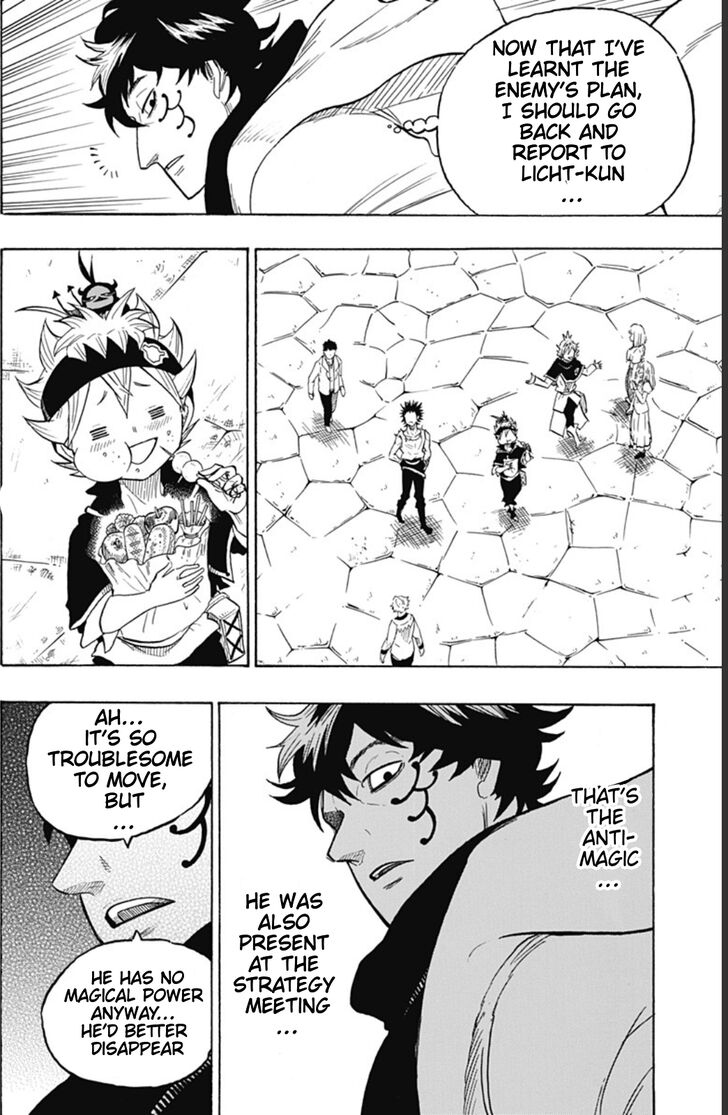 NOW THAT I'VE
LEARNT THE
ENEMY'S PLAN,
I SHOULD GO
BACK AND
REPORT TO
LICHT-KUN
...
THAT'S
THE
ANTI-
MAGIC
...
HE WAS
ALSO
PRESENT
AT THE
STRATEGY
MEETING
...
AH...
IT'S SO
TROUBLESOME
TO MOVE,
BUT
...
HE HAS NO
MAGICAL POWER
ANYWAY...
HE'D BETTER
DISAPPEAR